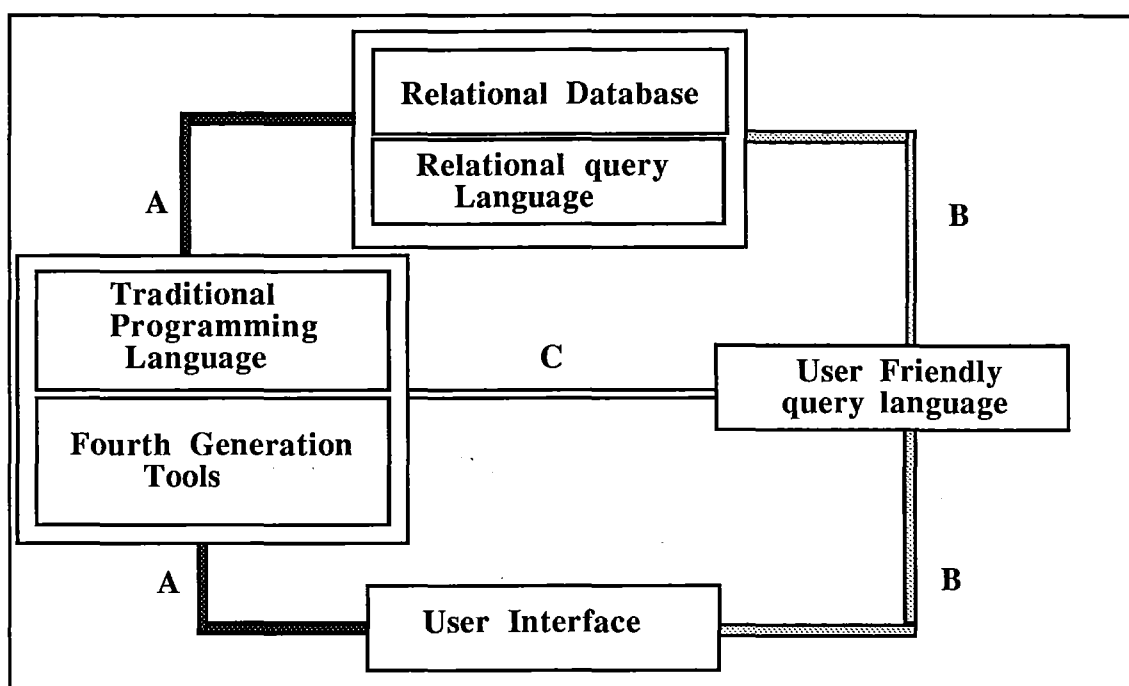 Relational Database
Relational query
Language
A
B
Traditional
Programming
Language
C
User Friendly
query language
Fourth Generation
Tools
A
B
User Interface